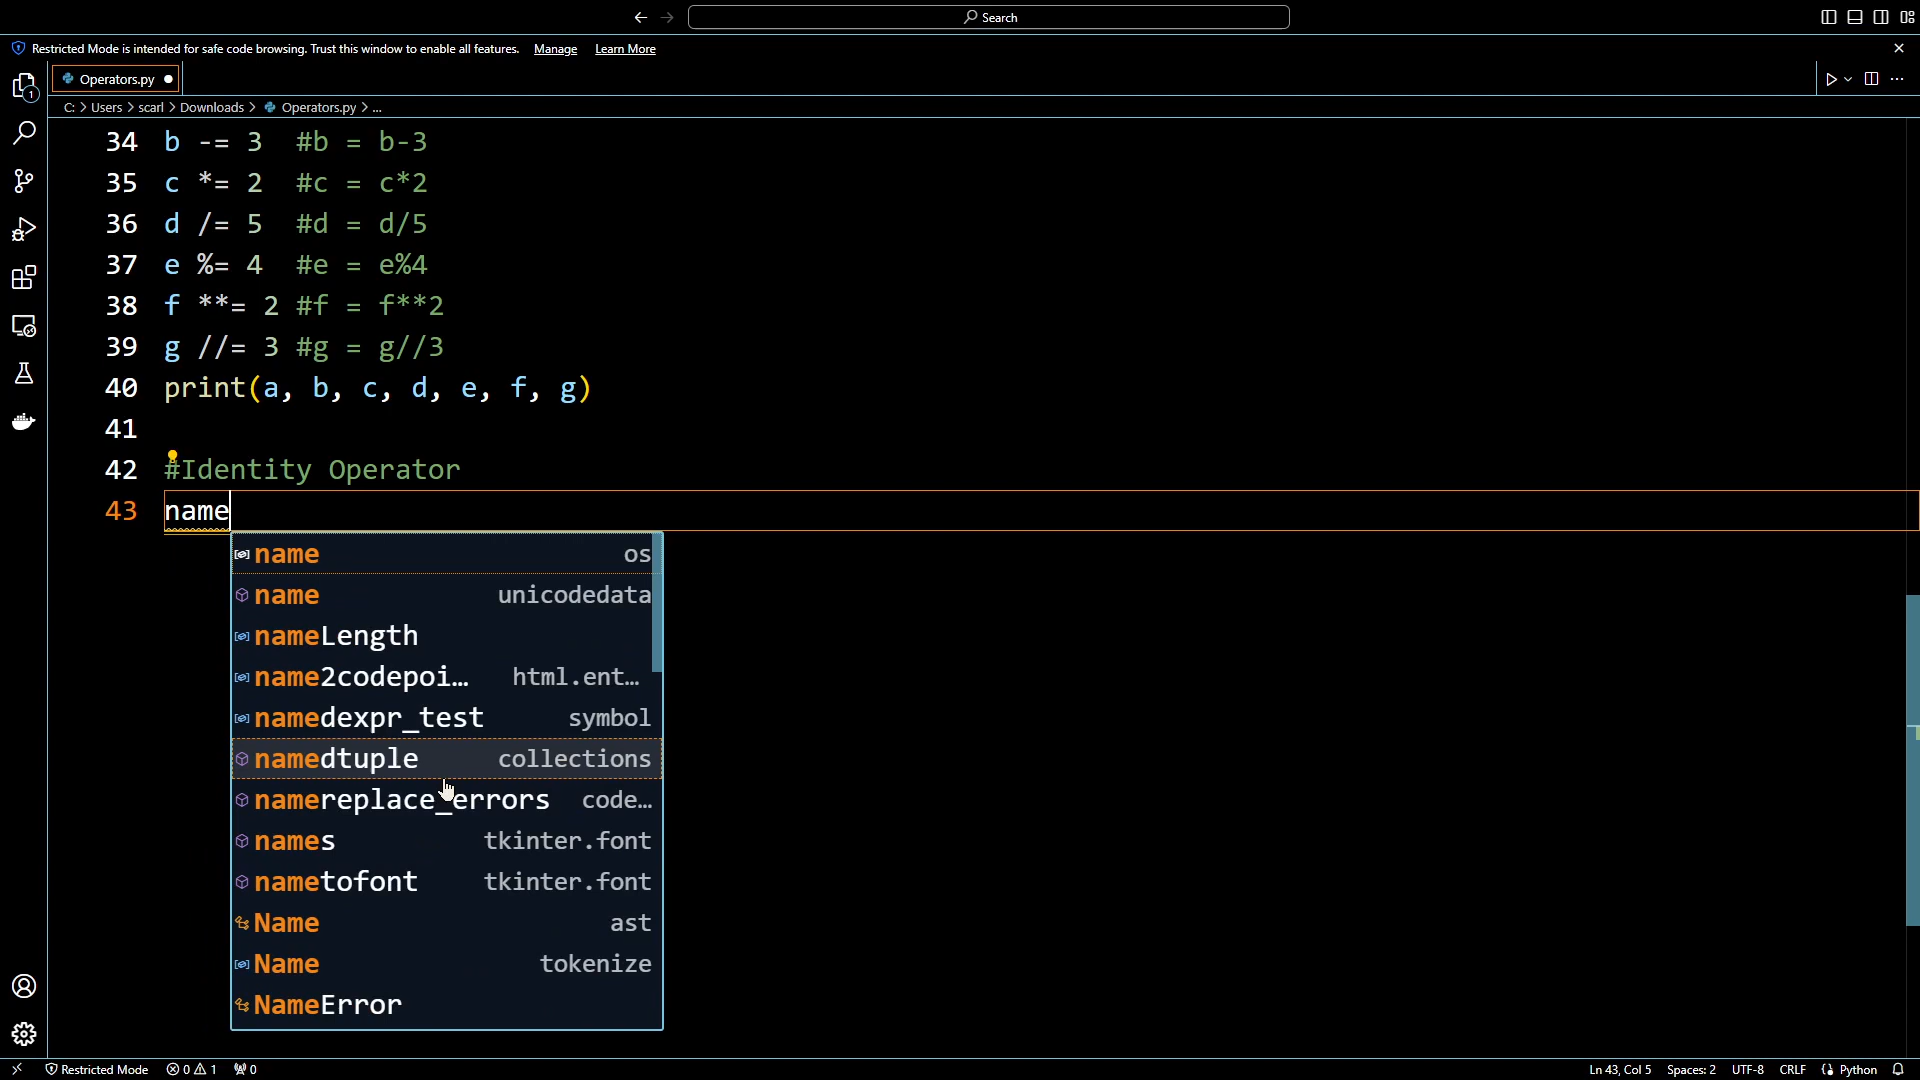 Search
Restricted Mode is intended for safe code browsing. Trust this window to enable all features. Manage Learn More
Operators.py
C: > Users > scarl > Downloads > Operators.py > ...
1
34 b -= 3 #b = b-3
35 c *= 2 #c = c*2
36 d /= 5 #d = d/5
37 e %= 4 #e = e%4
38 f **= 2 #f = f**2
39 g //= 3 #g = g//3
40 print(a, b, c, d, e, f, g)
41
42 #Identity Operator
43 name
name os
name unicodedata
nameLength
name2codepoi… html.ent…
namedexpr_test symbol
namedtuple collections
namereplace_errors code…
names tkinter.font
nametofont tkinter.font
Name ast
Name tokenize
NameError
Restricted Mode 0 1 0 Ln 43, Col 5 Spaces: 2 UTF-8 CRLF Python